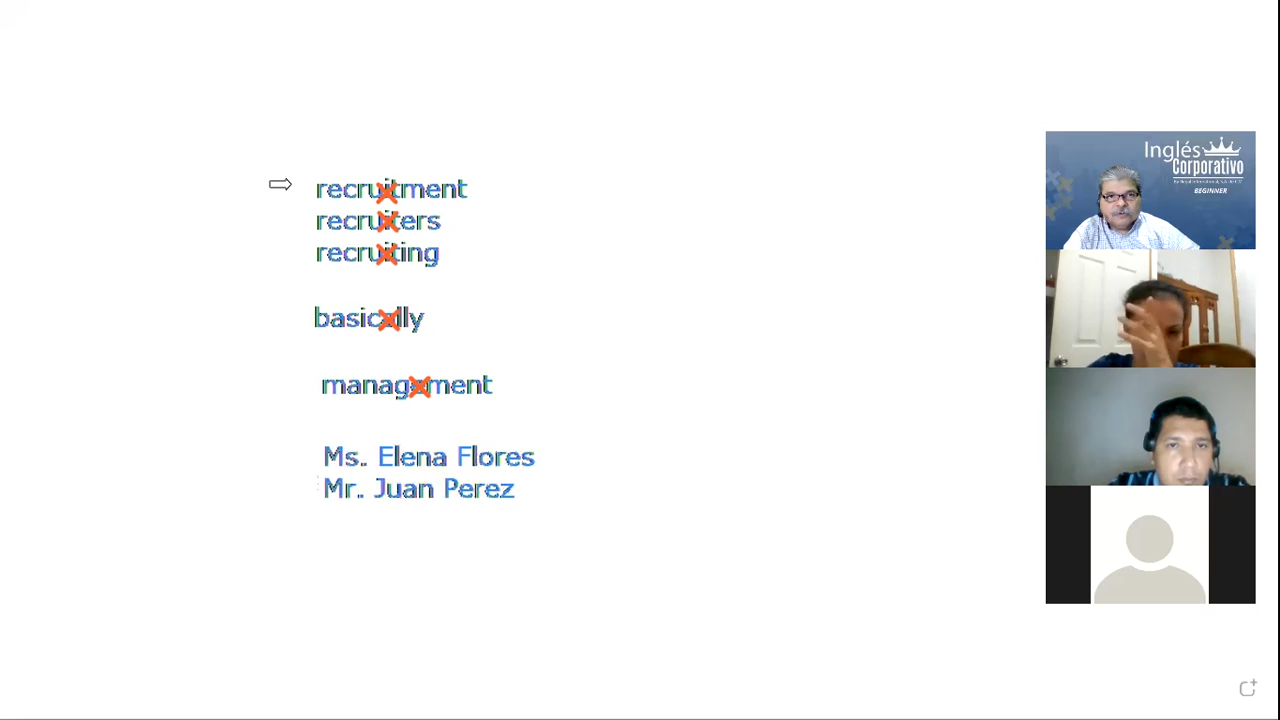 recruitment
recruiters
recruiting
basically
management
Ms. Elena Flores
Mr. Juan Perez
Inglés
Corporativo
BEGINNER